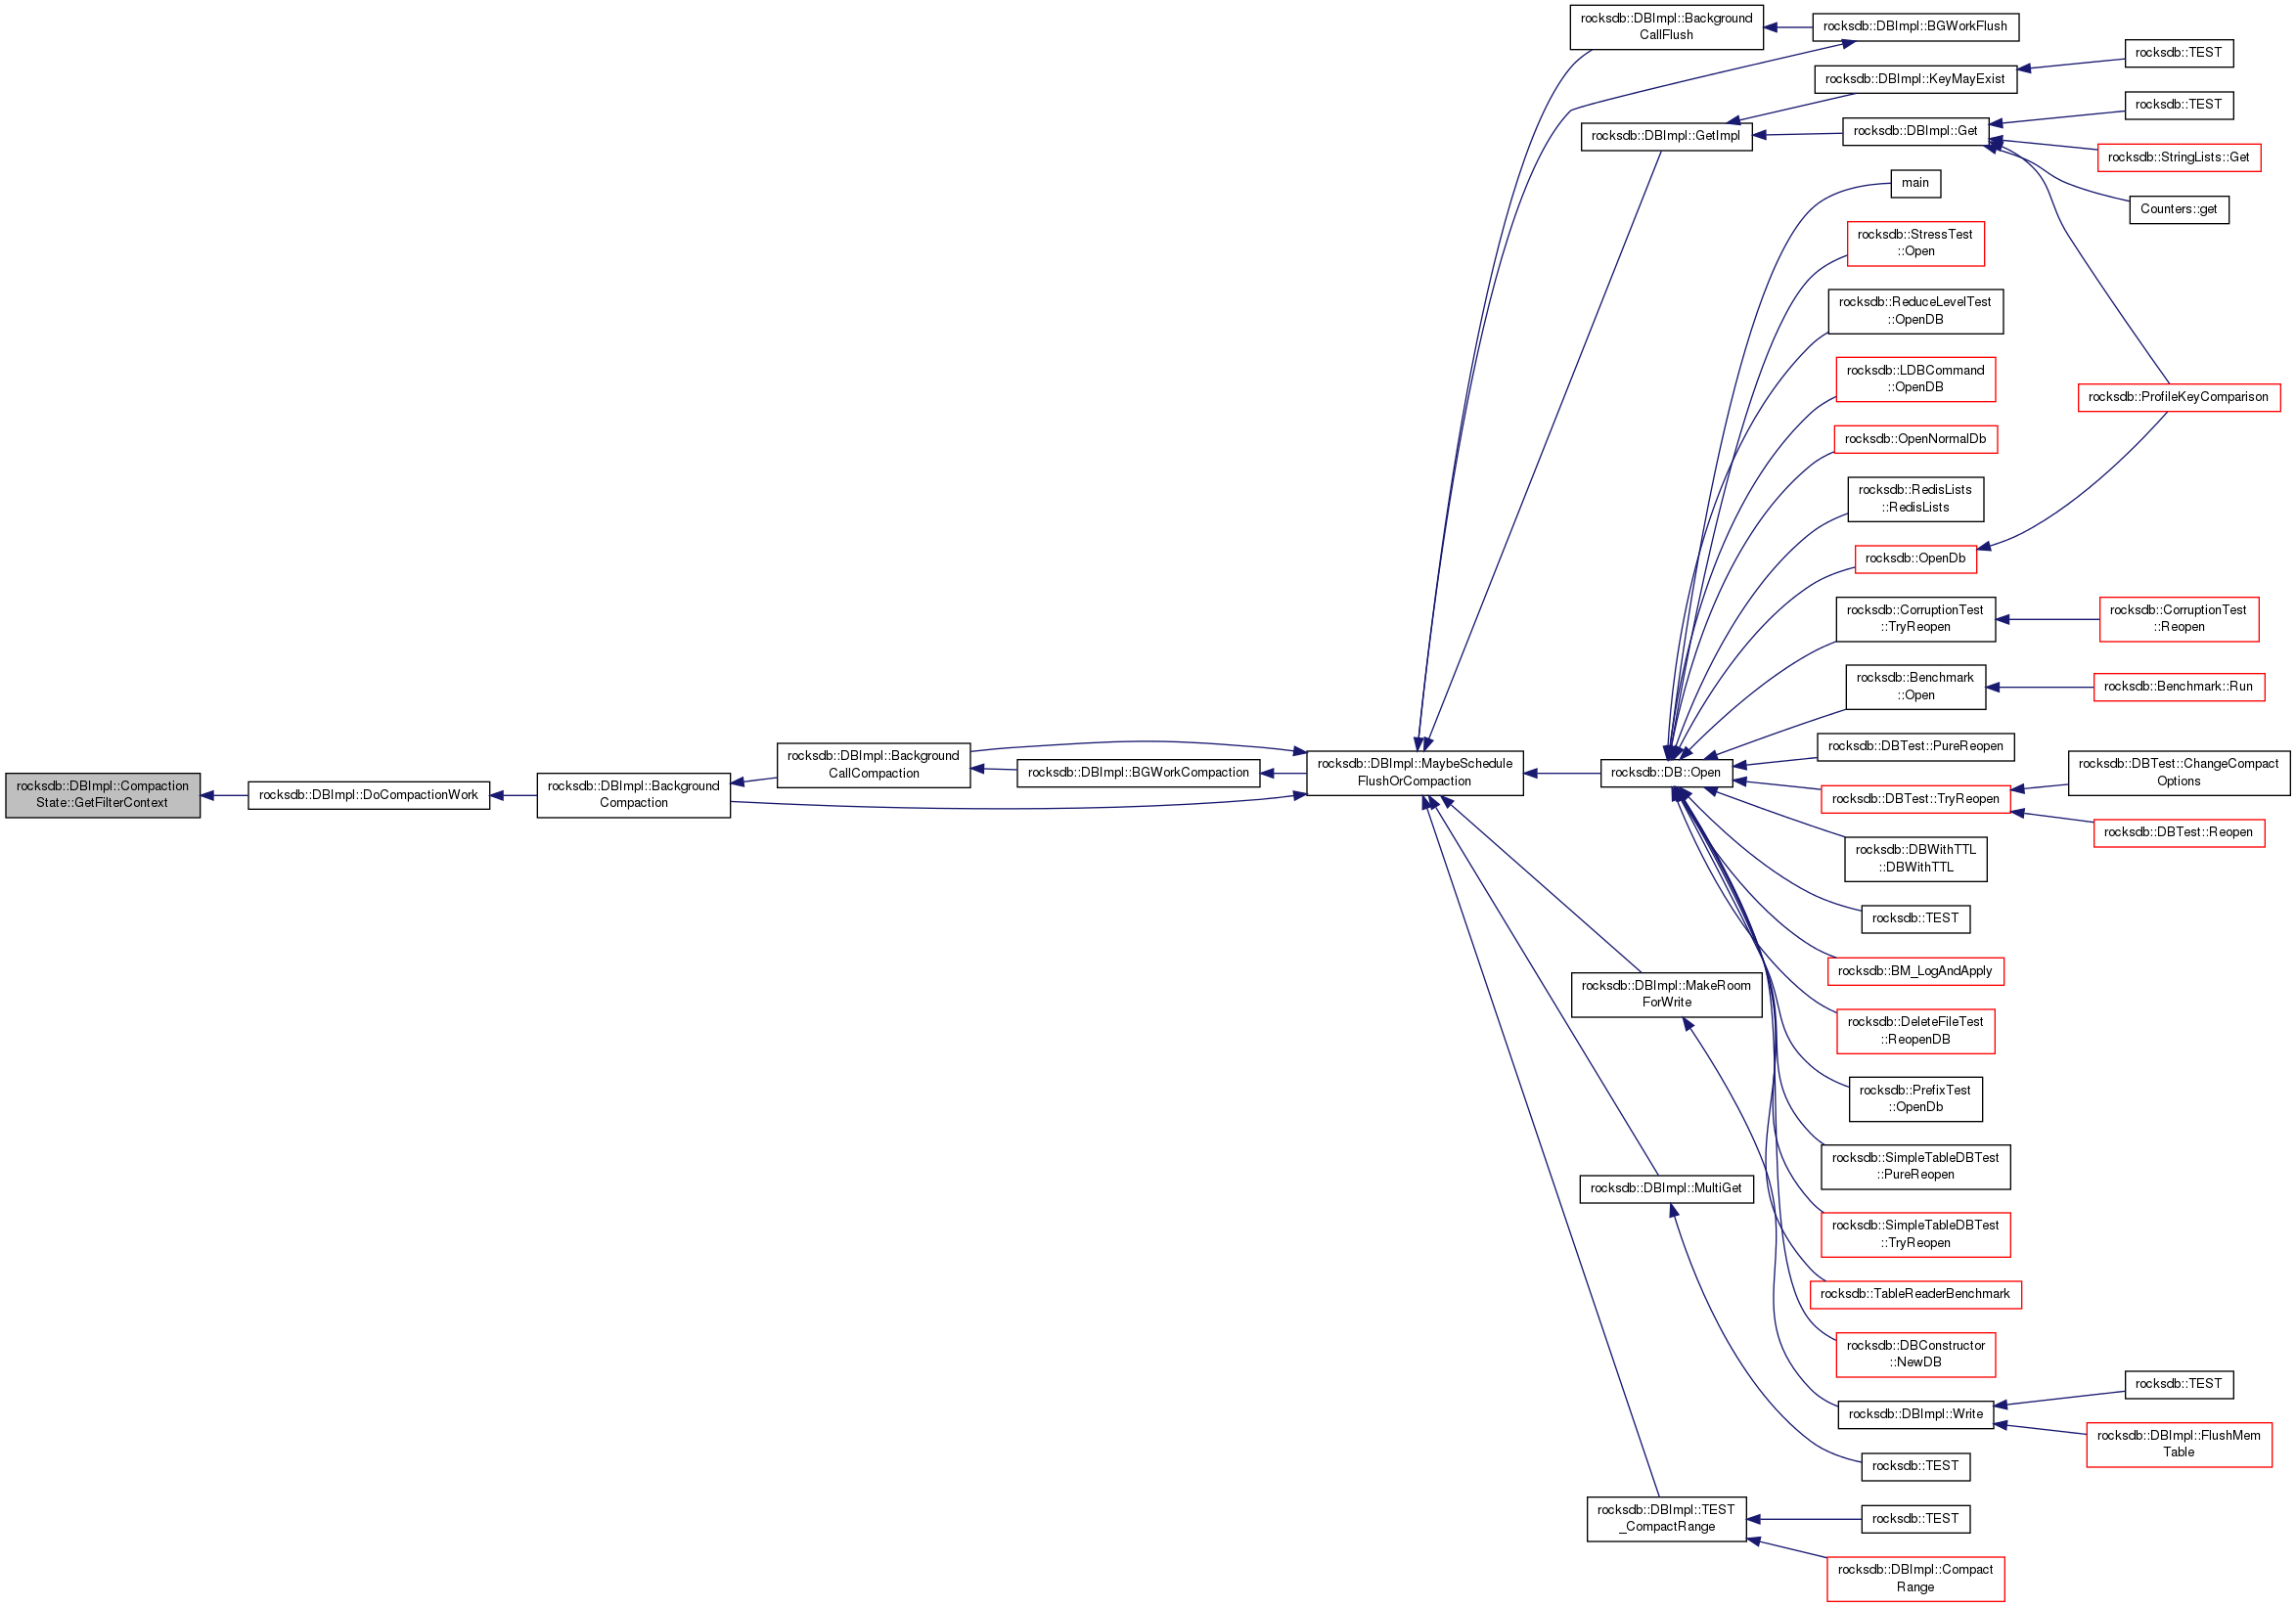 rocksdb::DBImpl::Compaction
State::GetFilterContext
rocksdb::DBImpl::DoCompactionWork
rocksdb::DBImpl::Background
Compaction
rocksdb::DBImpl::Background
CallCompaction
rocksdb::DBImpl::BGWorkCompaction
rocksdb::DBImpl::MaybeSchedule
FlushOrCompaction
rocksdb::DBImpl::Background
CallFlush
rocksdb::DBImpl::BGWorkFlush
rocksdb::DBImpl::GetImpl
rocksdb::DBImpl::KeyMayExist
rocksdb::TEST
rocksdb::DBImpl::Get
rocksdb::TEST
rocksdb::StringLists::Get
Counters::get
rocksdb::ProfileKeyComparison
rocksdb::DB::Open
main
rocksdb::StressTest
::Open
rocksdb::ReduceLevelTest
::OpenDB
rocksdb::LDBCommand
::OpenDB
rocksdb::OpenNormalDb
rocksdb::RedisLists
::RedisLists
rocksdb::OpenDb
rocksdb::CorruptionTest
::TryReopen
rocksdb::CorruptionTest
::Reopen
rocksdb::Benchmark
::Open
rocksdb::Benchmark::Run
rocksdb::DBTest::PureReopen
rocksdb::DBTest::TryReopen
rocksdb::DBTest::ChangeCompact
Options
rocksdb::DBTest::Reopen
rocksdb::DBWithTTL
::DBWithTTL
rocksdb::TEST
rocksdb::BM_LogAndApply
rocksdb::DeleteFileTest
::ReopenDB
rocksdb::PrefixTest
::OpenDb
rocksdb::SimpleTableDBTest
::PureReopen
rocksdb::SimpleTableDBTest
::TryReopen
rocksdb::TableReaderBenchmark
rocksdb::DBConstructor
::NewDB
rocksdb::DBImpl::MakeRoom
ForWrite
rocksdb::DBImpl::Write
rocksdb::TEST
rocksdb::DBImpl::FlushMem
Table
rocksdb::DBImpl::MultiGet
rocksdb::TEST
rocksdb::DBImpl::TEST
_CompactRange
rocksdb::TEST
rocksdb::DBImpl::Compact
Range